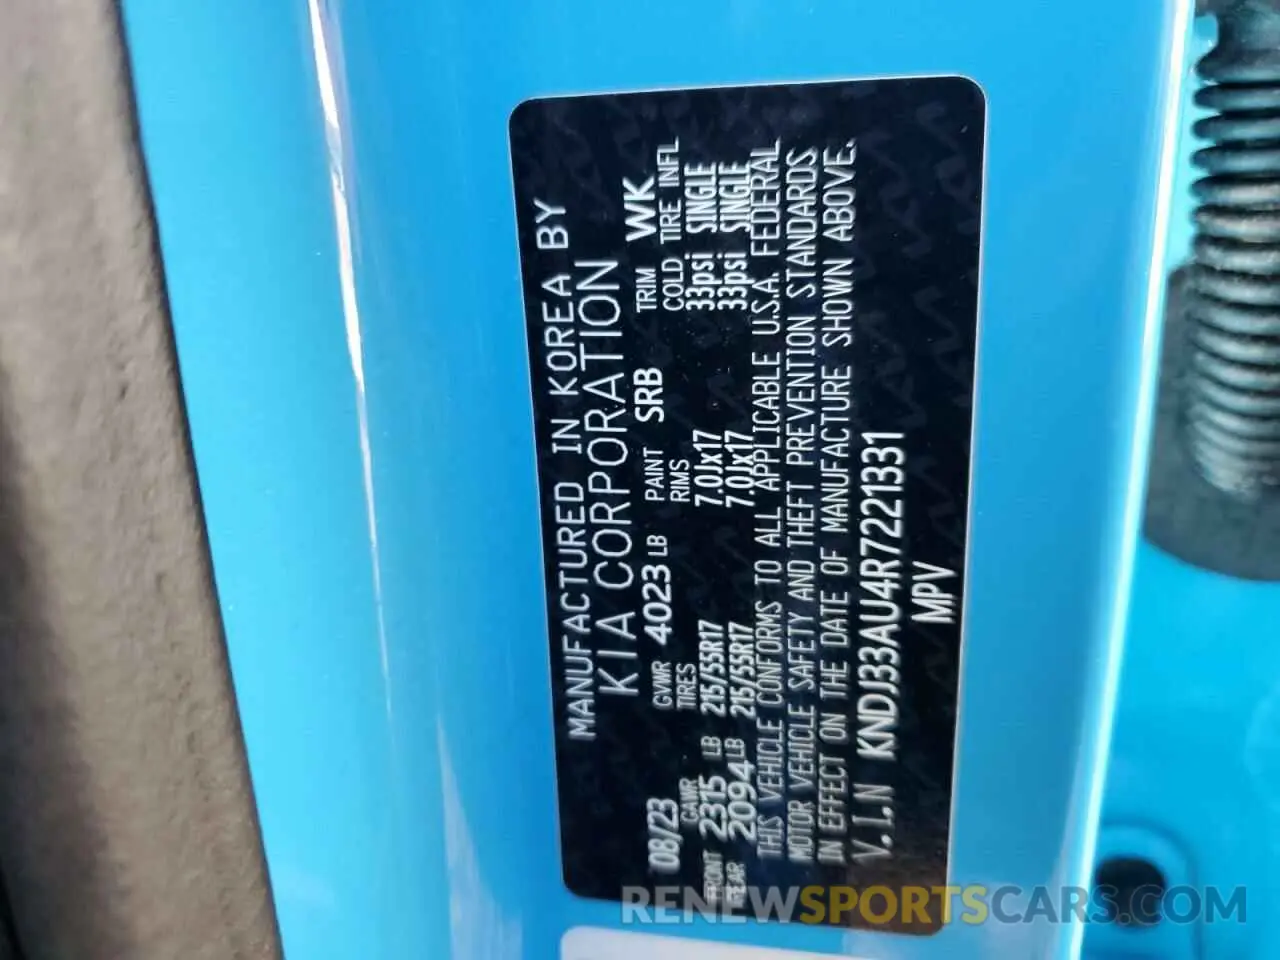 MANUFACTURED IN KOREA BY
KIA CORPORATION
08/23 GVWR 4023 LB PAINT SRB TRIM WK
GAWR TIRES RIMS COLD TIRE INFL
FRONT 2315 LB 215/55R17 7.0Jx17 33psi SINGLE
REAR 2094 LB 215/55R17 7.0Jx17 33psi SINGLE
THIS VEHICLE CONFORMS TO ALL APPLICABLE U.S.A. FEDERAL
MOTOR VEHICLE SAFETY AND THEFT PREVENTION STANDARDS
IN EFFECT ON THE DATE OF MANUFACTURE SHOWN ABOVE.
V.I.N KNDJ33AU4R7221331
MPV
RENEWSPORTSCARS.COM